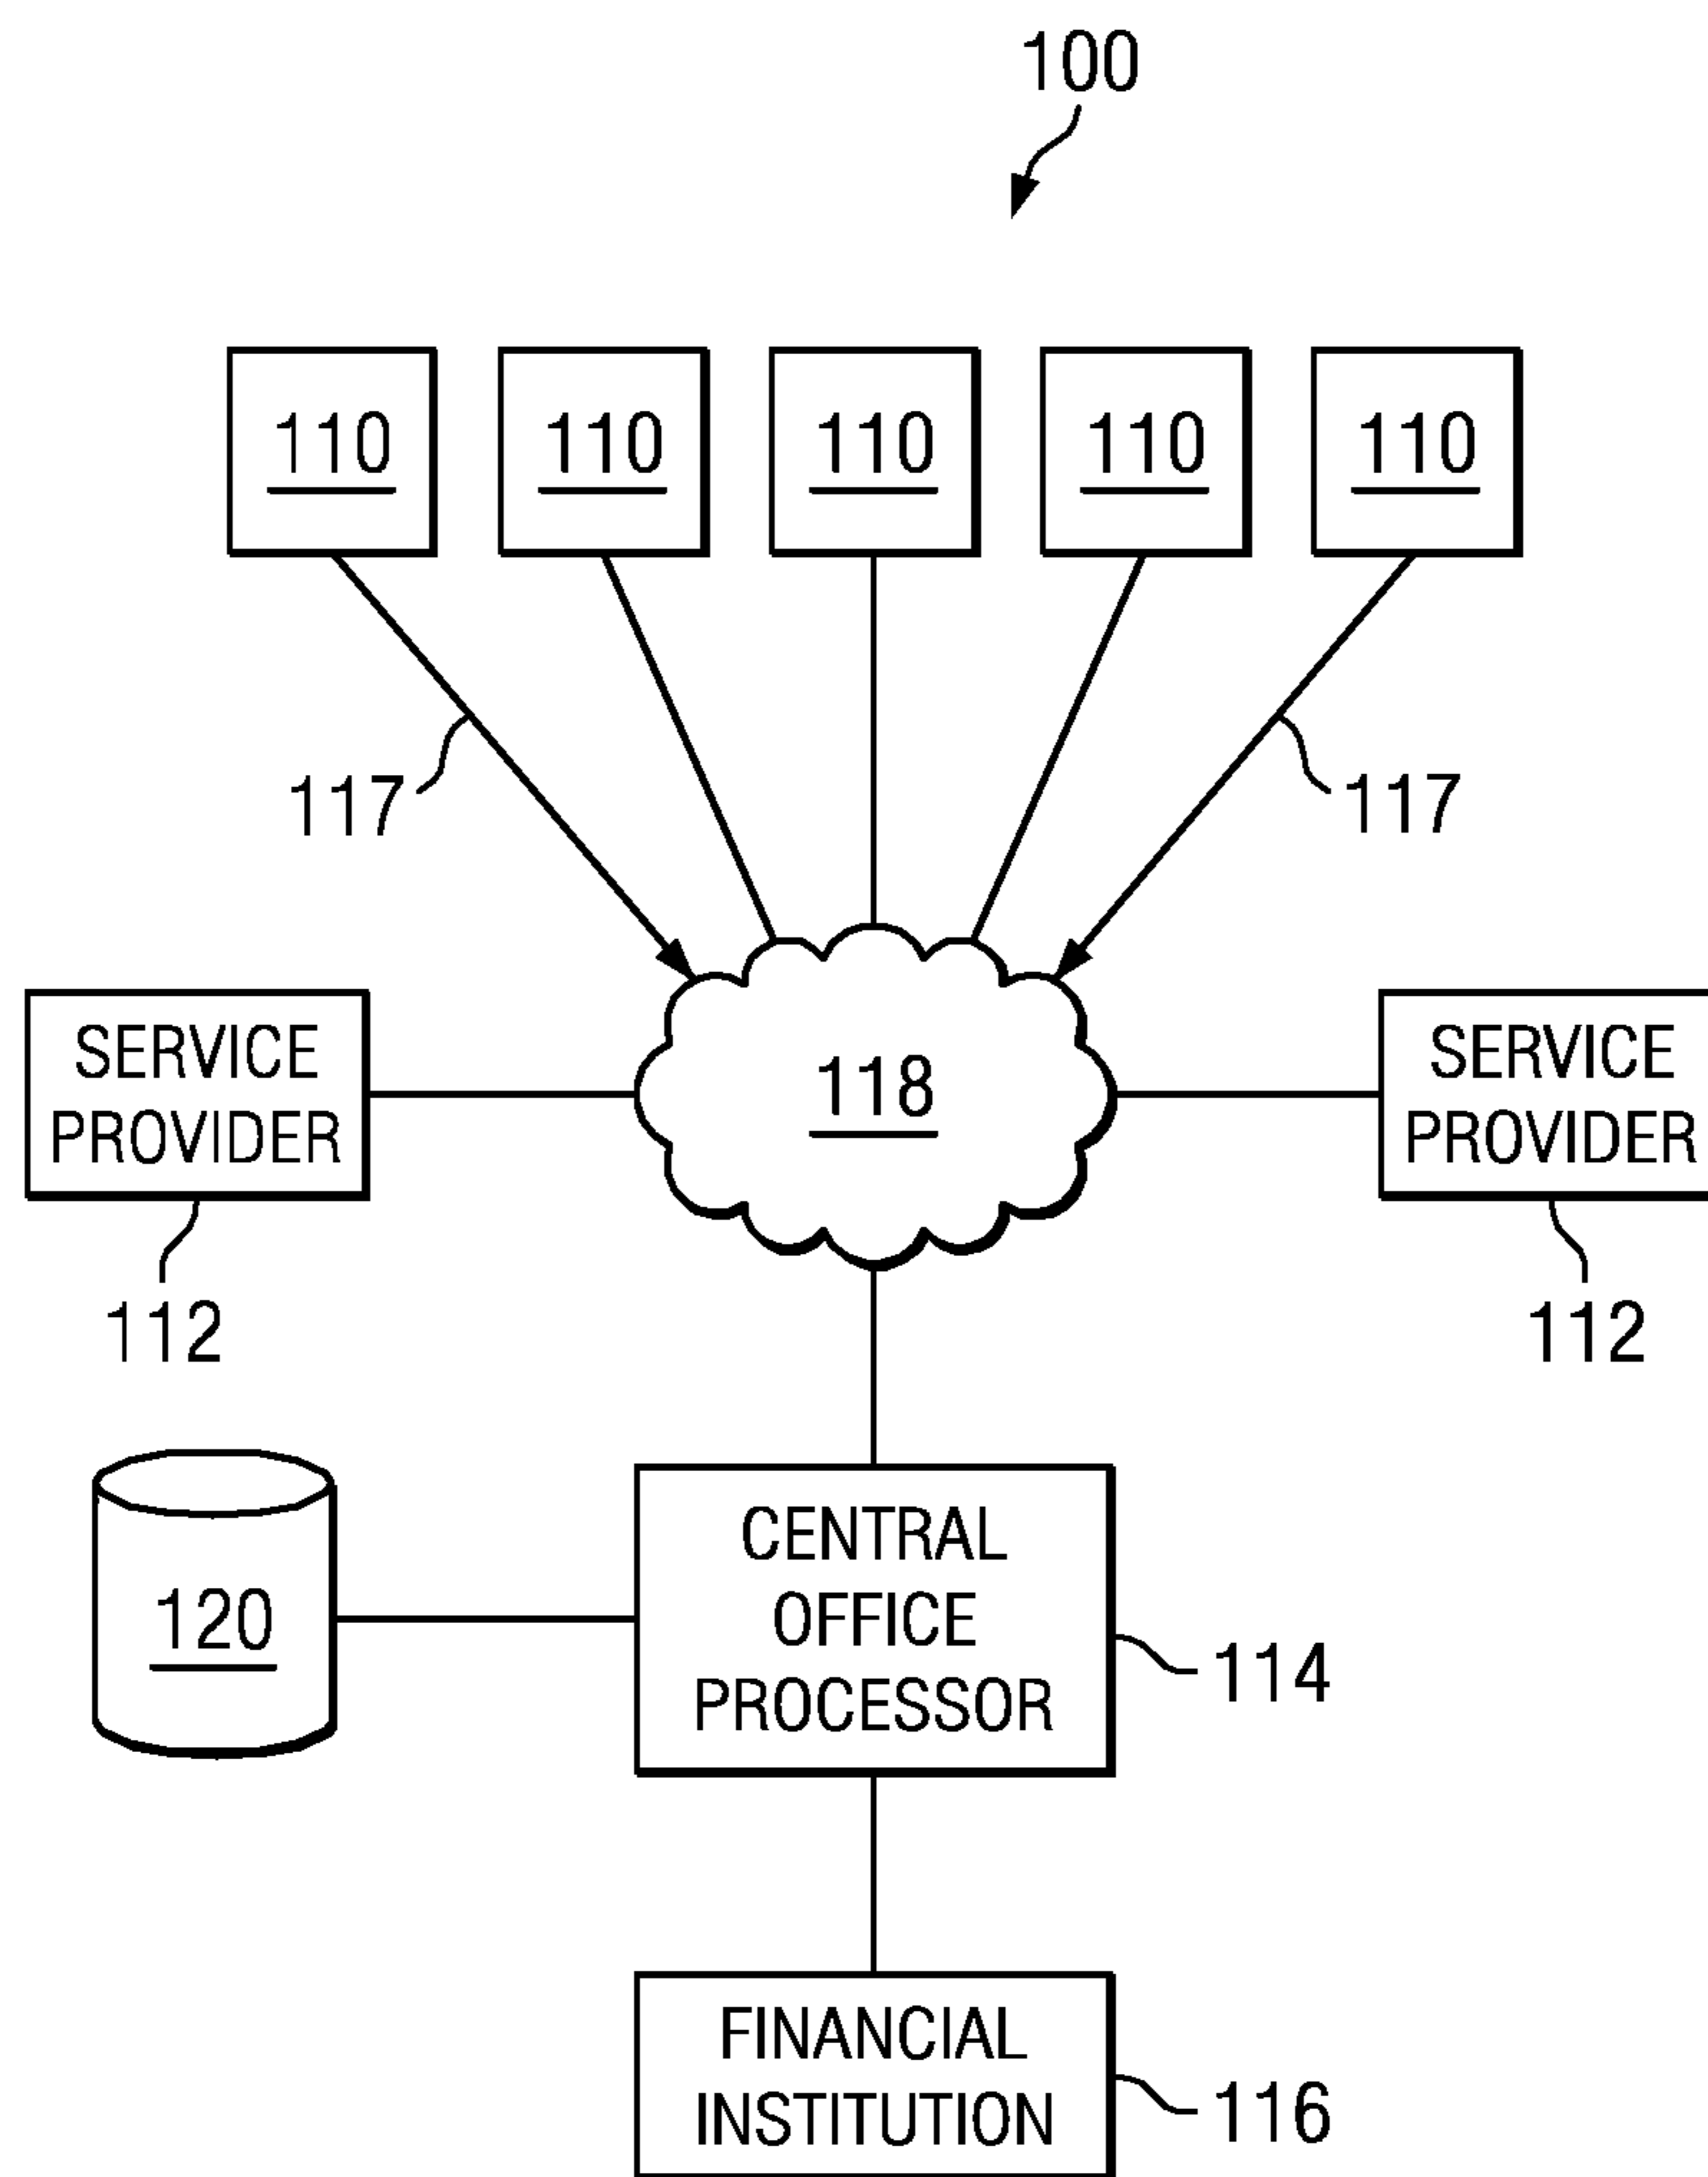 100
110 110 110 110 110
117 117
SERVICE
PROVIDER
118
SERVICE
PROVIDER
112 112
120
CENTRAL
OFFICE
PROCESSOR
114
FINANCIAL
INSTITUTION
116